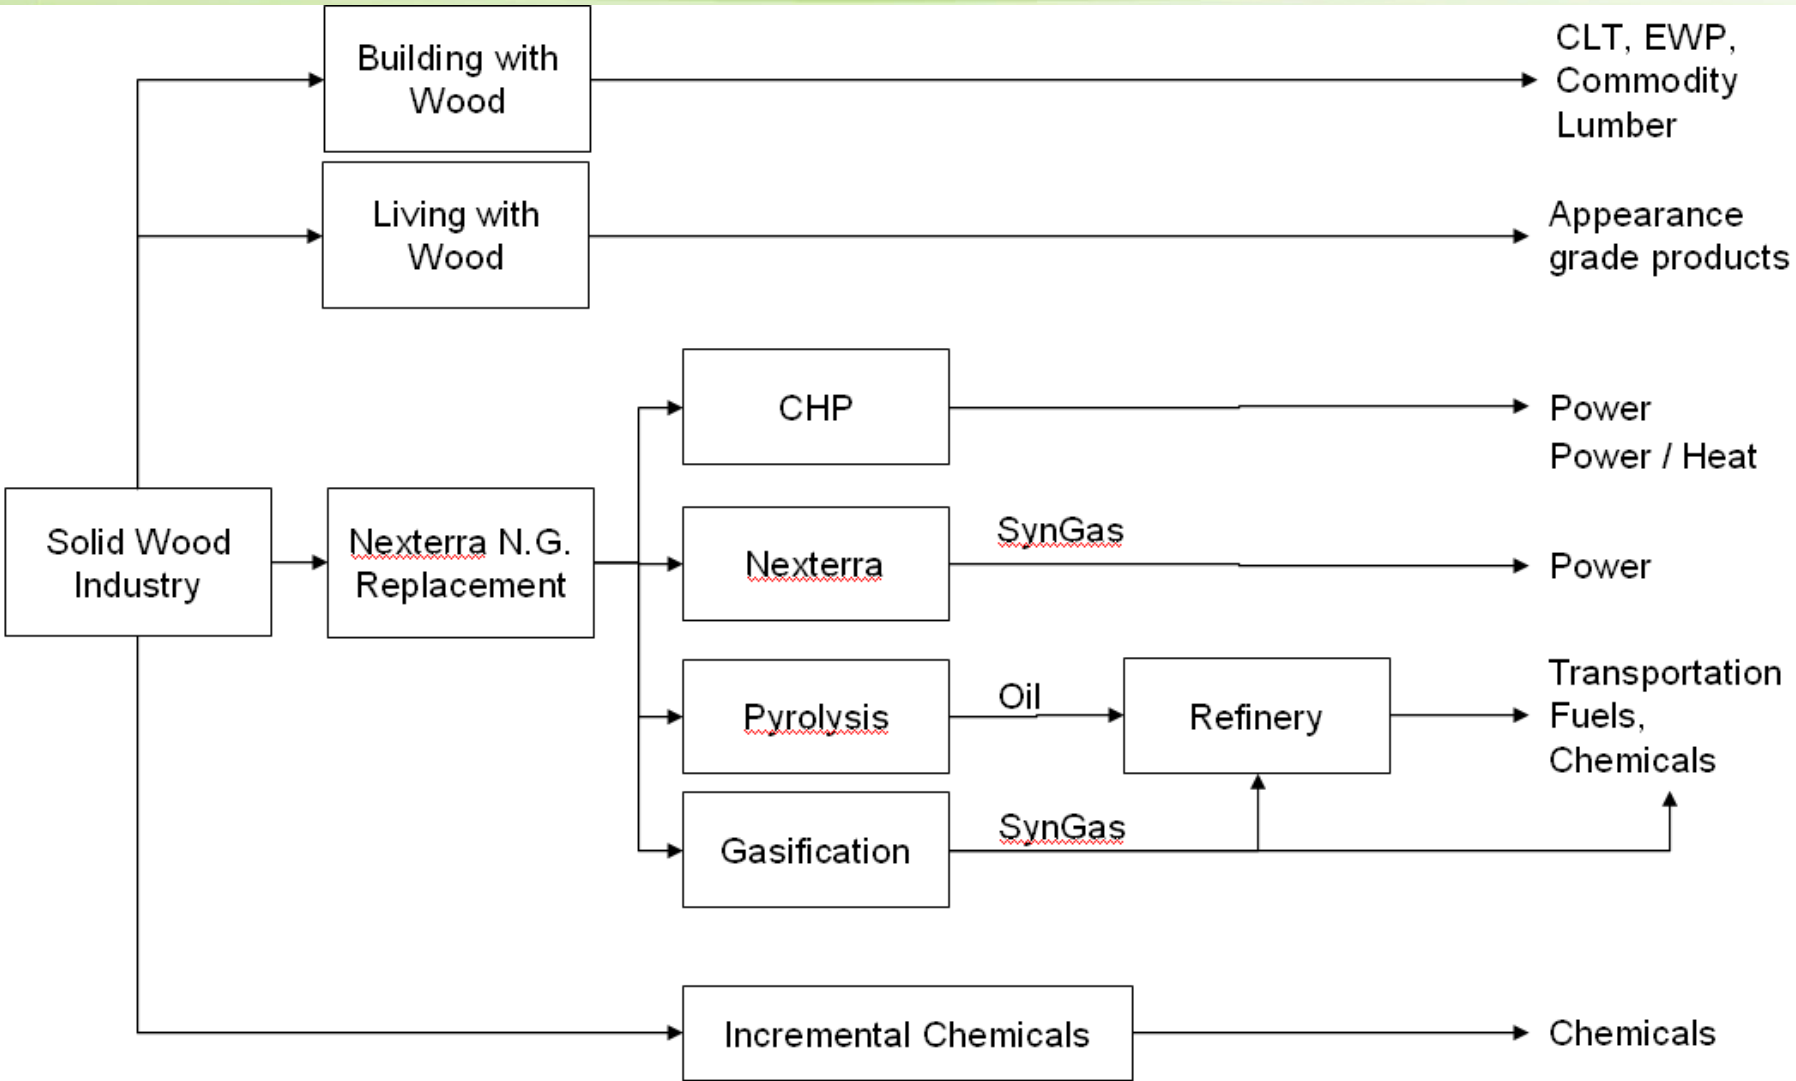 Building with
Wood
CLT, EWP,
Commodity
Lumber
Living with
Wood
Appearance
grade products
CHP
Power
Power / Heat
Solid Wood
Industry
Nexterra N.G.
Replacement
Nexterra
SynGas
Power
Pyrolysis
Oil
Refinery
Transportation
Fuels,
Chemicals
Gasification
SynGas
Incremental Chemicals
Chemicals